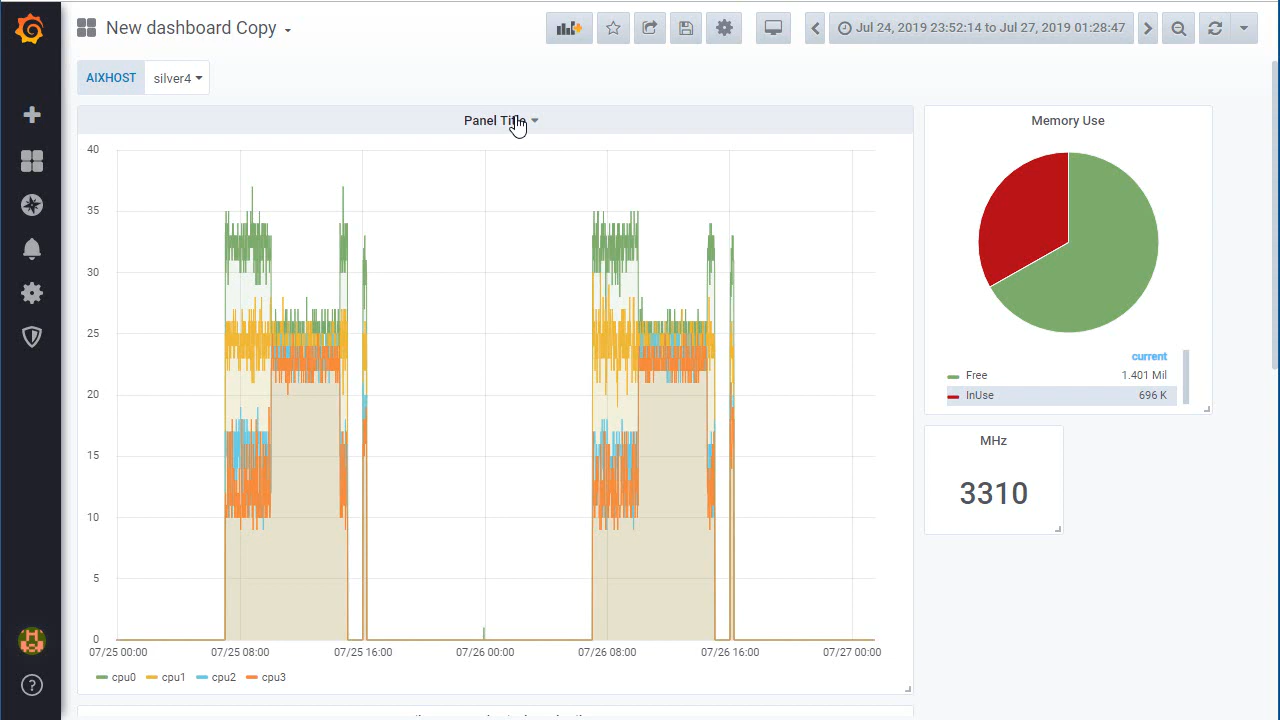 New dashboard Copy
Jul 24, 2019 23:52:14 to Jul 27, 2019 01:28:47
AIXHOST silver4
Panel Title
40
35
30
25
20
15
10
5
0
07/25 00:00 07/25 08:00 07/25 16:00 07/26 00:00 07/26 08:00 07/26 16:00 07/27 00:00
cpu0 cpu1 cpu2 cpu3
Memory Use
current
Free 1.401 Mil
InUse 696 K
MHz
3310